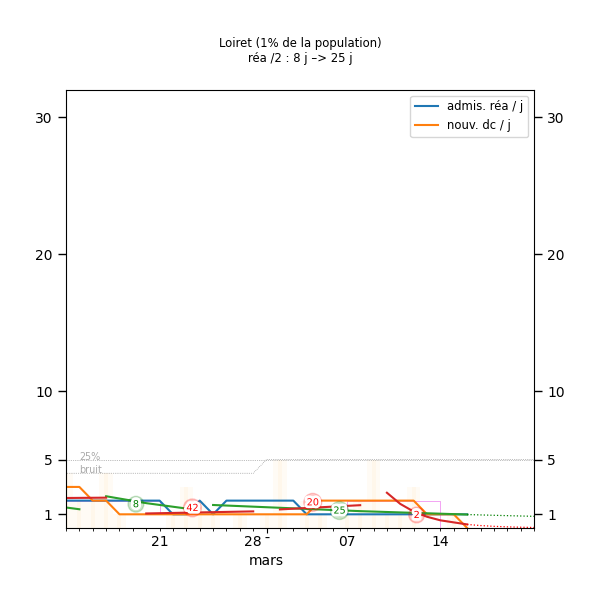 Loiret (1% de la population)
réa /2 : 8 j –> 25 j
admis. réa / j
nouv. dc / j
30 30
20 20
10 10
5 5
1 1
25%
bruit
8
42
20
25
2
21 28 07 14
mars